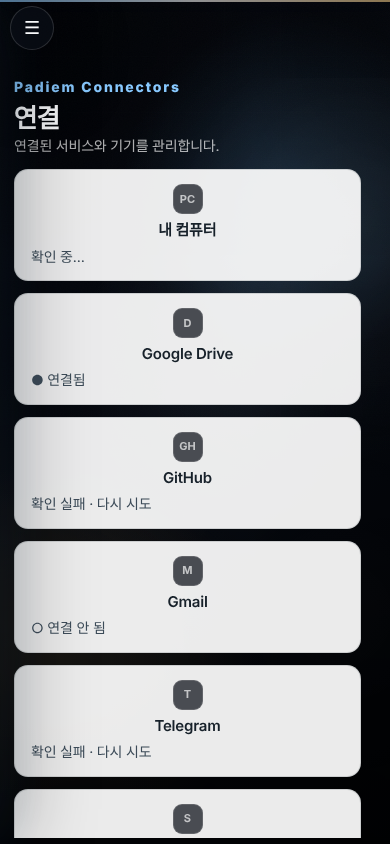 Padiem Connectors
연결
연결된 서비스와 기기를 관리합니다.
PC
내 컴퓨터
확인 중...
D
Google Drive
● 연결됨
GH
GitHub
확인 실패 · 다시 시도
M
Gmail
○ 연결 안 됨
T
Telegram
확인 실패 · 다시 시도
S